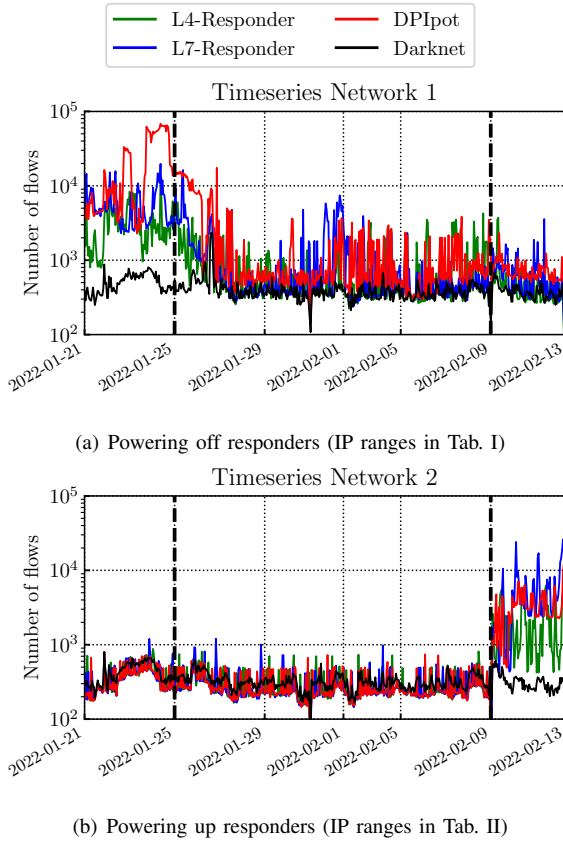 L4-Responder DPIpot
L7-Responder Darknet
Timeseries Network 1
Number of flows
10^5
10^4
10^3
10^2
2022-01-21 2022-01-25 2022-01-29 2022-02-01 2022-02-05 2022-02-09 2022-02-13
(a) Powering off responders (IP ranges in Tab. I)
Timeseries Network 2
Number of flows
10^5
10^4
10^3
10^2
2022-01-21 2022-01-25 2022-01-29 2022-02-01 2022-02-05 2022-02-09 2022-02-13
(b) Powering up responders (IP ranges in Tab. II)